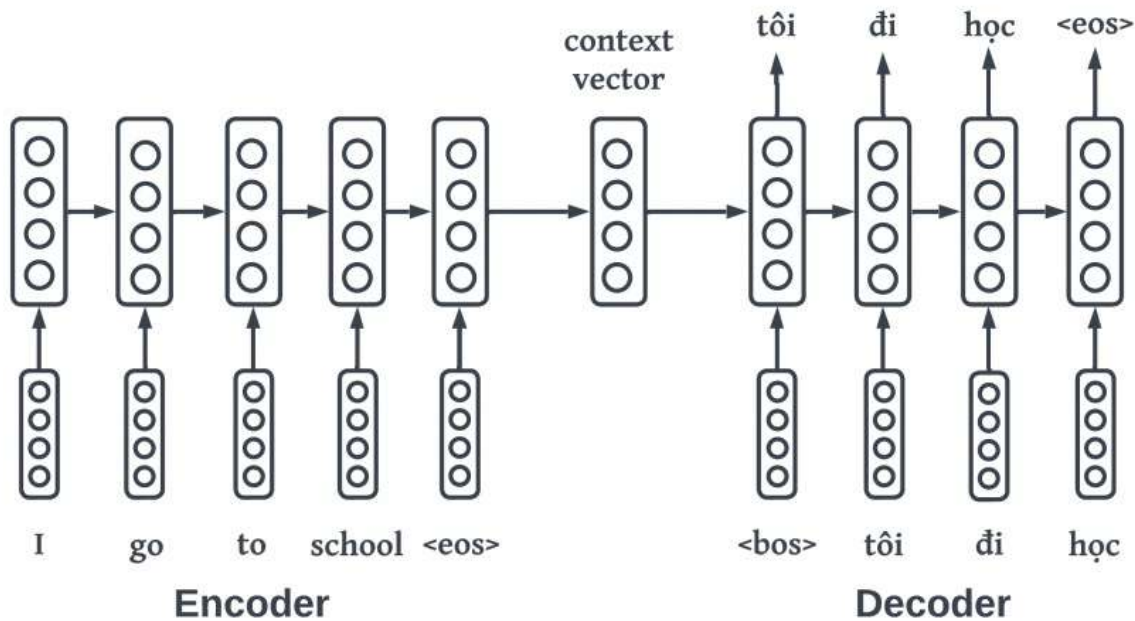 context
vector
tôi đi học <eos>
I go to school <eos>
<bos> tôi đi học
Encoder
Decoder